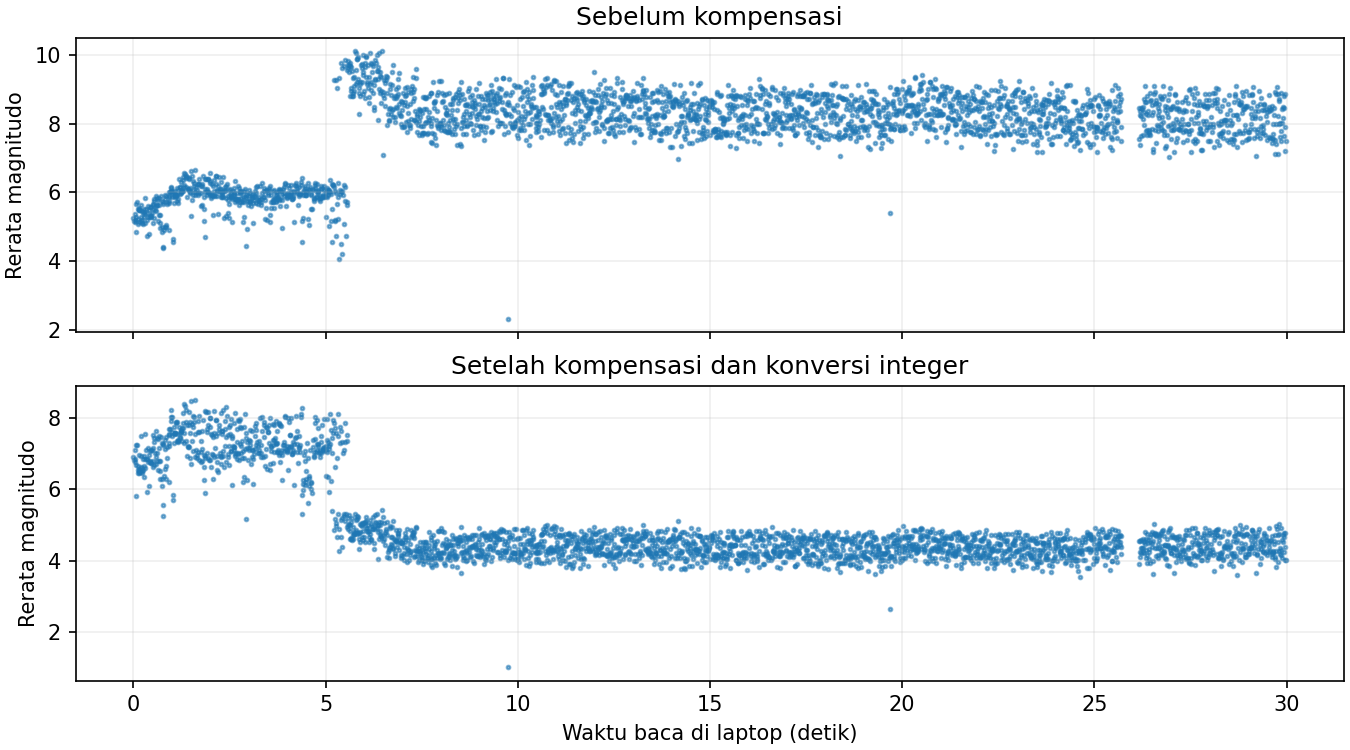 Sebelum kompensasi
Rerata magnitudo
10
8
6
4
2
Setelah kompensasi dan konversi integer
Rerata magnitudo
8
6
4
2
0 5 10 15 20 25 30
Waktu baca di laptop (detik)